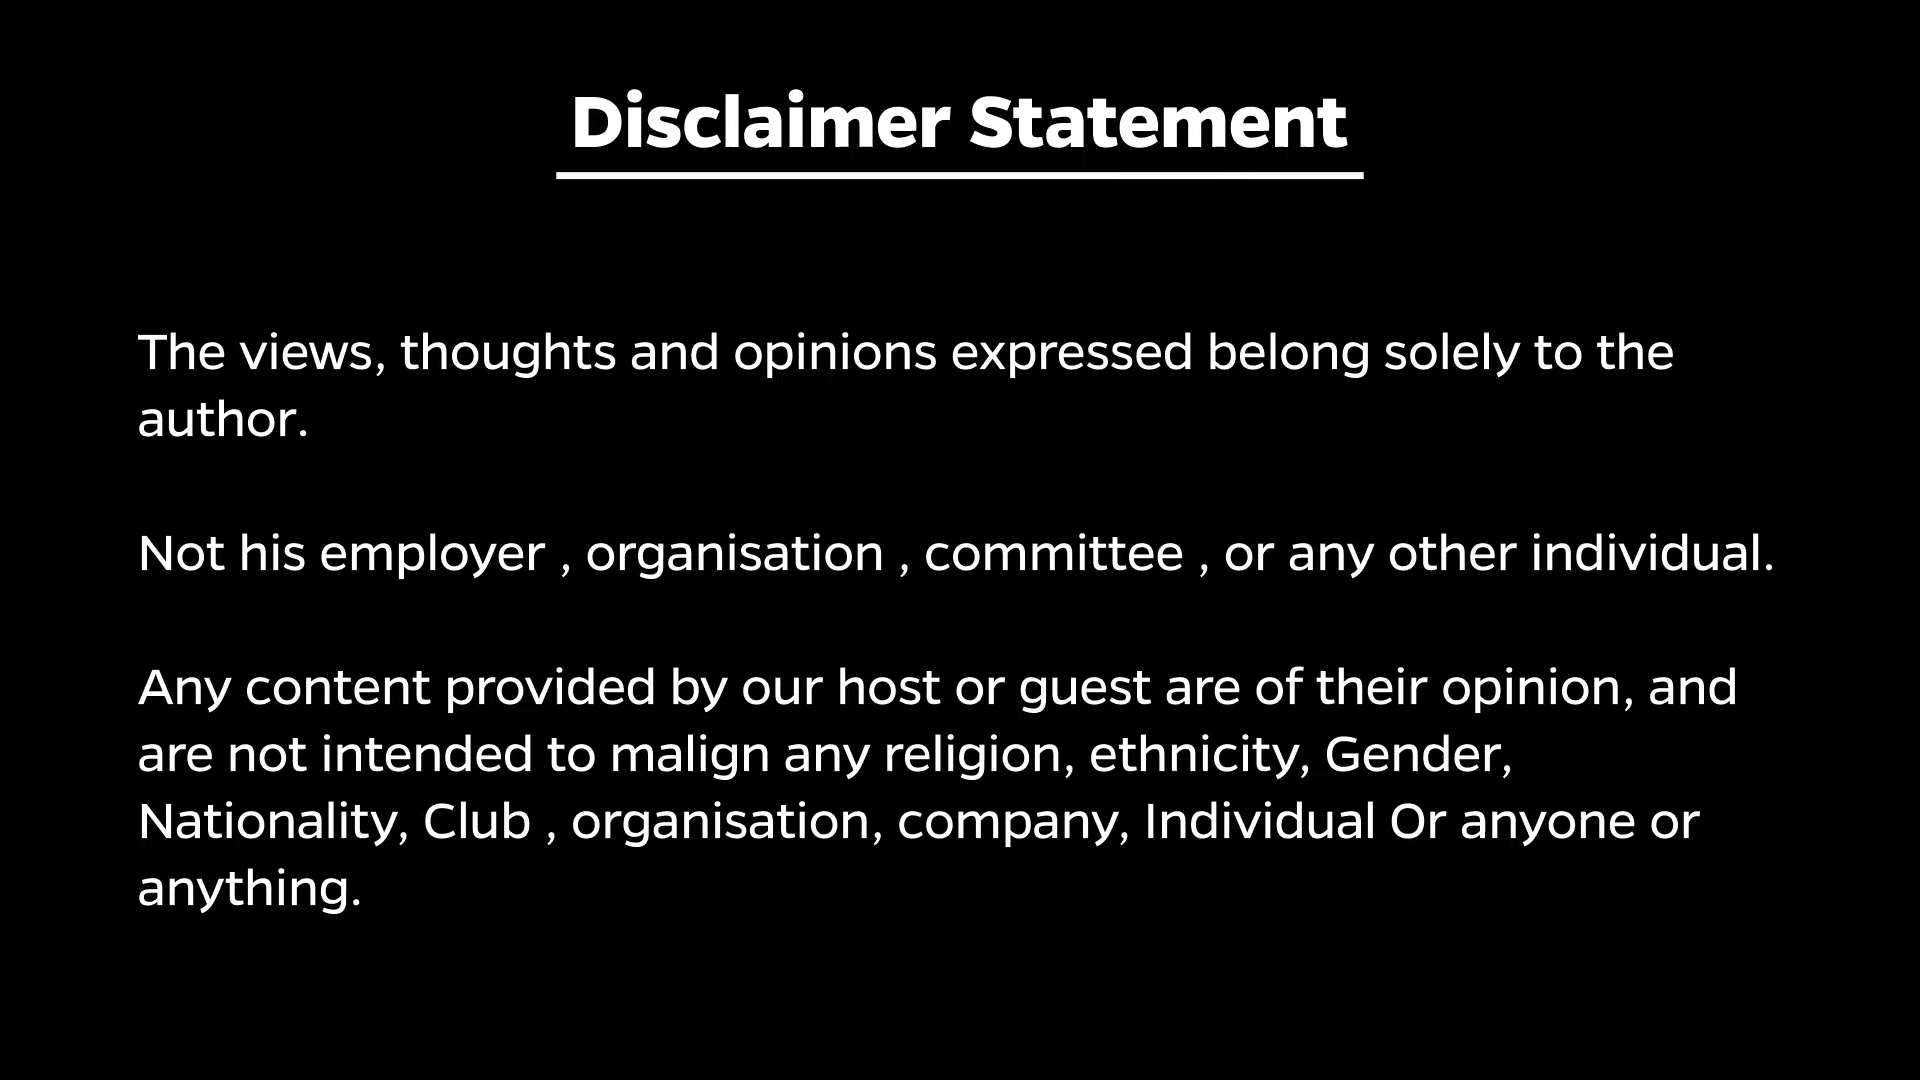 Disclaimer Statement
The views, thoughts and opinions expressed belong solely to the
author.
Not his employer , organisation , committee , or any other individual.
Any content provided by our host or guest are of their opinion, and
are not intended to malign any religion, ethnicity, Gender,
Nationality, Club , organisation, company, Individual Or anyone or
anything.